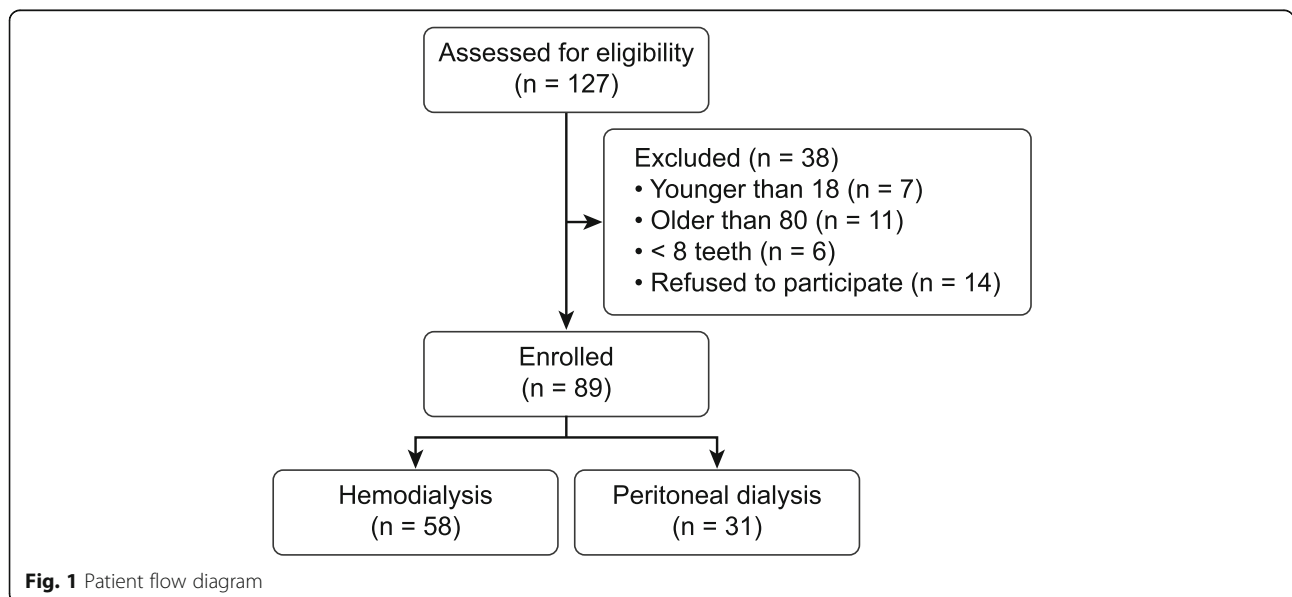 Assessed for eligibility
(n = 127)
Excluded (n = 38)
• Younger than 18 (n = 7)
• Older than 80 (n = 11)
• < 8 teeth (n = 6)
• Refused to participate (n = 14)
Enrolled
(n = 89)
Hemodialysis
(n = 58)
Peritoneal dialysis
(n = 31)
Fig. 1 Patient flow diagram